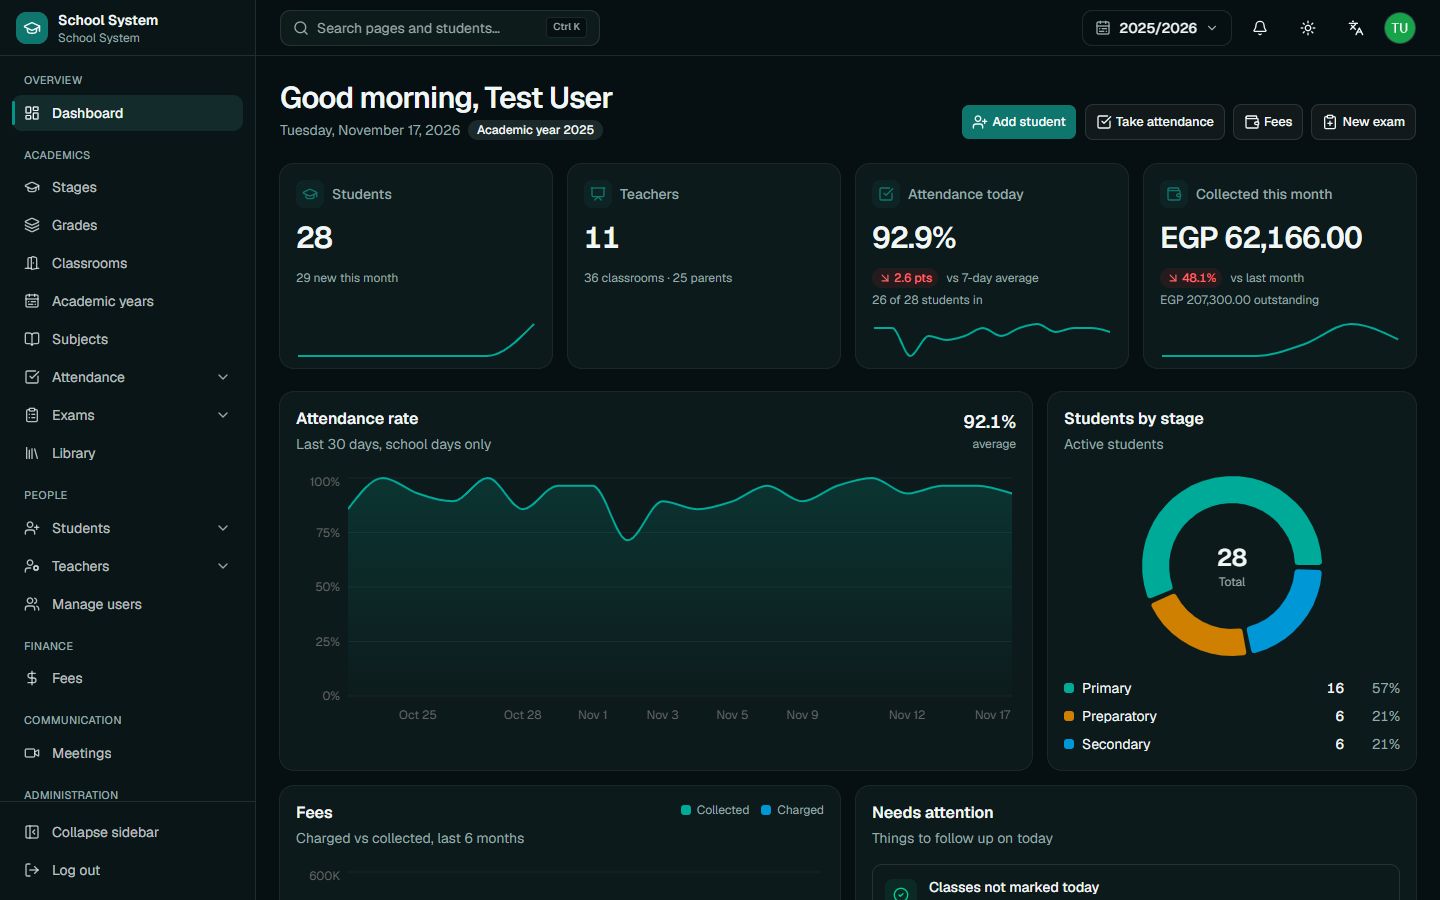 School System
School System
Search pages and students...
Ctrl K
2025/2026
TU
OVERVIEW
Dashboard
ACADEMICS
Stages
Grades
Classrooms
Academic years
Subjects
Attendance
Exams
Library
PEOPLE
Students
Teachers
Manage users
FINANCE
Fees
COMMUNICATION
Meetings
ADMINISTRATION
Collapse sidebar
Log out
Good morning, Test User
Tuesday, November 17, 2026 Academic year 2025
Add student
Take attendance
Fees
New exam
Students
28
29 new this month
Teachers
11
36 classrooms · 25 parents
Attendance today
92.9%
2.6 pts vs 7-day average
26 of 28 students in
Collected this month
EGP 62,166.00
48.1% vs last month
EGP 207,300.00 outstanding
Attendance rate
Last 30 days, school days only
92.1%
average
100%
75%
50%
25%
0%
Oct 25 Oct 28 Nov 1 Nov 3 Nov 5 Nov 9 Nov 12 Nov 17
Students by stage
Active students
28
Total
Primary 16 57%
Preparatory 6 21%
Secondary 6 21%
Fees
Charged vs collected, last 6 months
Collected Charged
600K
Needs attention
Things to follow up on today
Classes not marked today